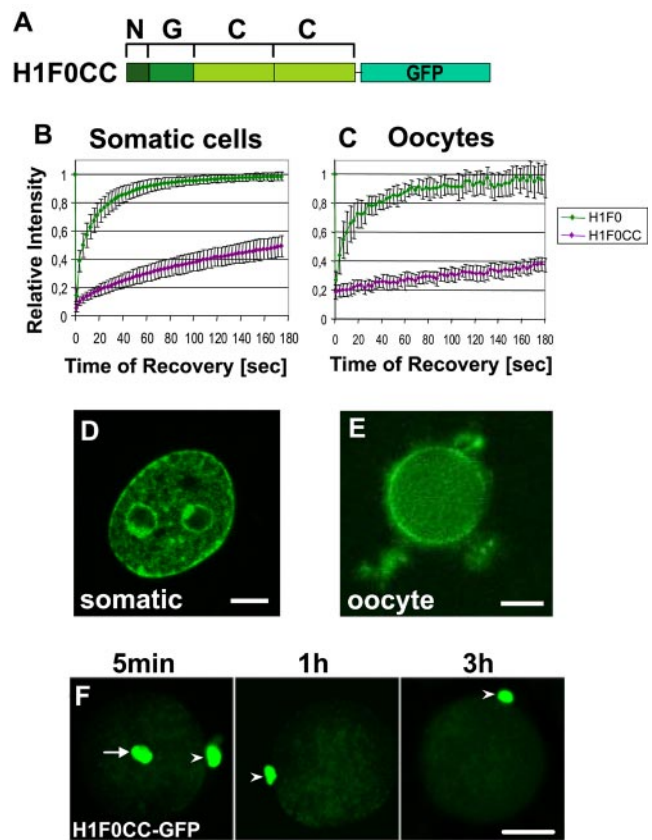 A
N G C C
H1F0CC GFP
B Somatic cells
C Oocytes
Relative Intensity
1
0,8
0,6
0,4
0,2
0
0 20 40 60 80 100 120 140 160 180
Time of Recovery [sec]
1
0,8
0,6
0,4
0,2
0
0 20 40 60 80 100 120 140 160 180
Time of Recovery [sec]
H1F0
H1F0CC
D
somatic
E
oocyte
5min 1h 3h
F
H1F0CC-GFP